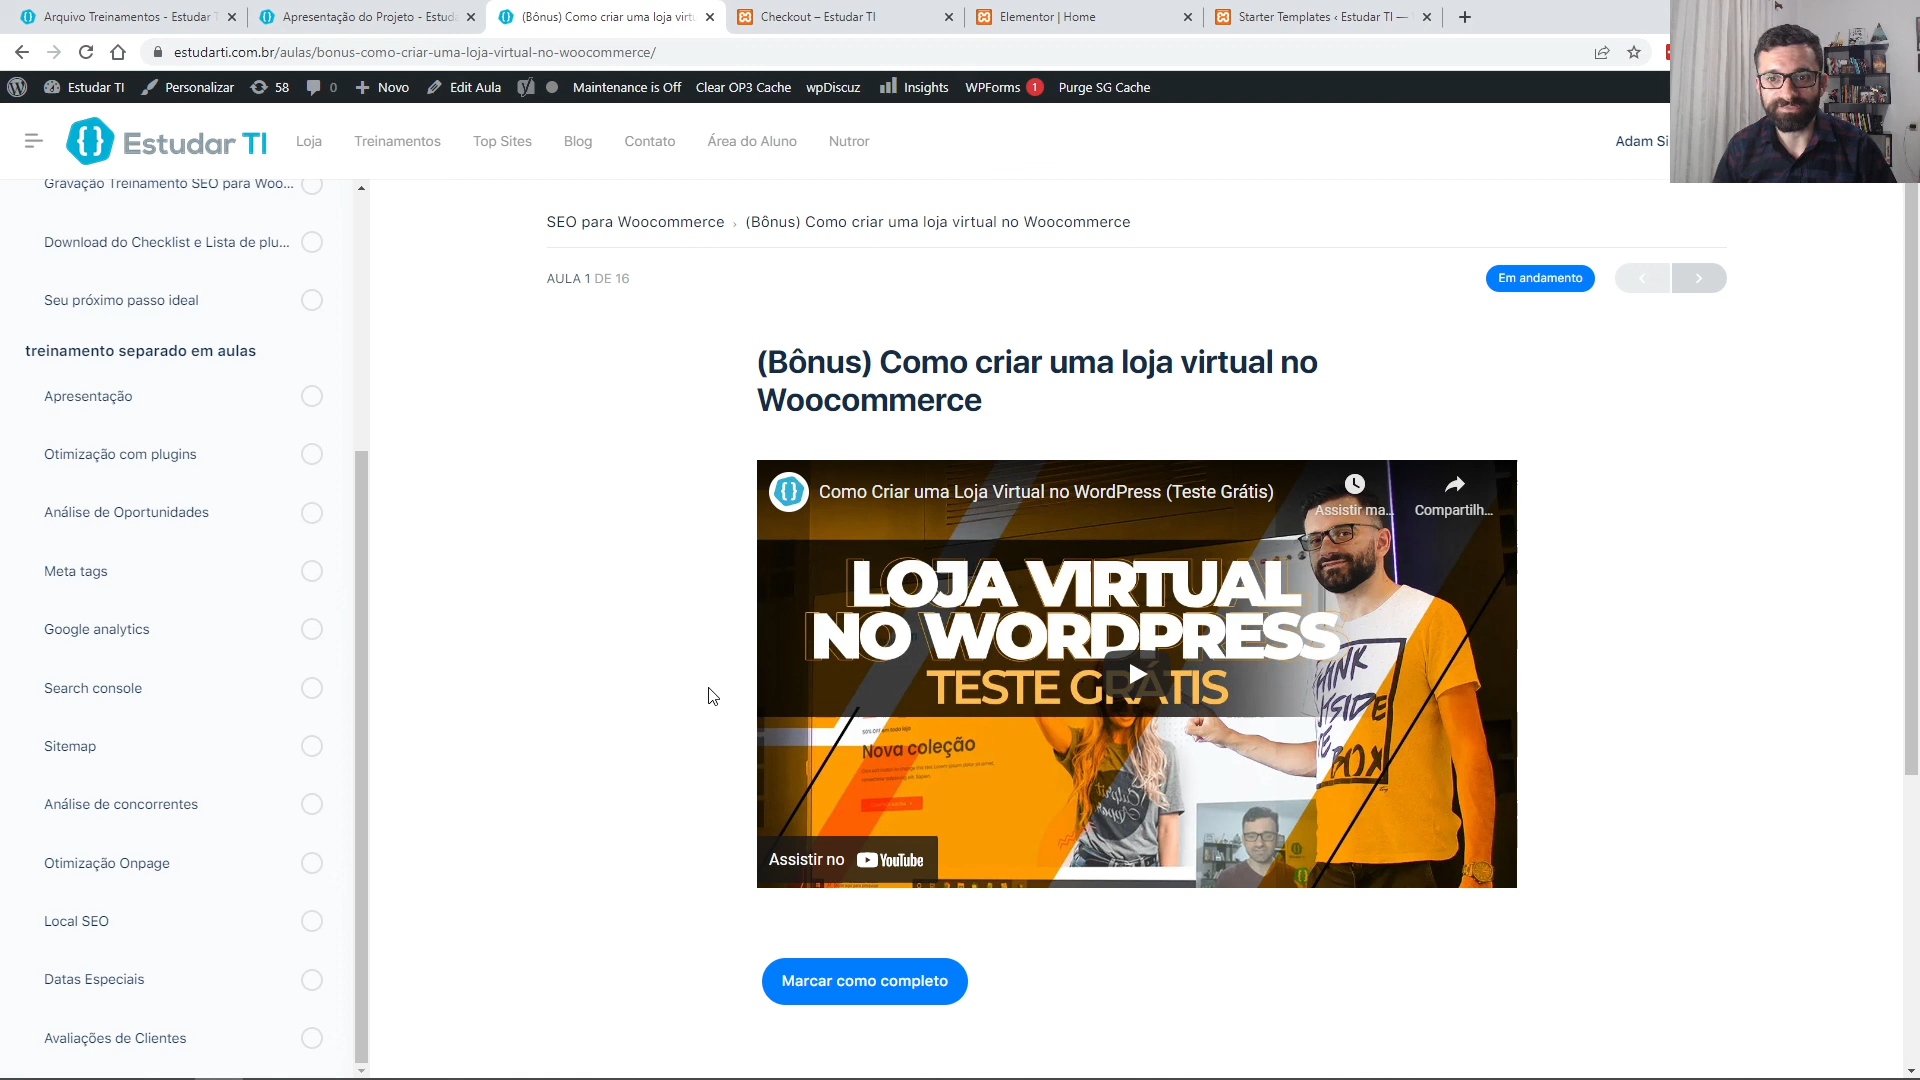 Arquivo Treinamentos - Estudar T
Apresentação do Projeto - Estuda
(Bônus) Como criar uma loja virtu
Checkout – Estudar TI
Elementor | Home
Starter Templates ‹ Estudar TI —
estudarti.com.br/aulas/bonus-como-criar-uma-loja-virtual-no-woocommerce/
Estudar TI
Personalizar
58
0
Novo
Edit Aula
Maintenance is Off
Clear OP3 Cache
wpDiscuz
Insights
WPForms 1
Purge SG Cache
Estudar TI
Loja
Treinamentos
Top Sites
Blog
Contato
Área do Aluno
Nutror
Adam Si
Gravação Treinamento SEO para Woo...
Download do Checklist e Lista de plu...
Seu próximo passo ideal
treinamento separado em aulas
Apresentação
Otimização com plugins
Análise de Oportunidades
Meta tags
Google analytics
Search console
Sitemap
Análise de concorrentes
Otimização Onpage
Local SEO
Datas Especiais
Avaliações de Clientes
SEO para Woocommerce › (Bônus) Como criar uma loja virtual no Woocommerce
AULA 1 DE 16
Em andamento
(Bônus) Como criar uma loja virtual no
Woocommerce
Como Criar uma Loja Virtual no WordPress (Teste Grátis)
Assistir ma...
Compartilh...
LOJA VIRTUAL
NO WORDPRESS
TESTE GRÁTIS
Nova coleção
Assistir no YouTube
Marcar como completo